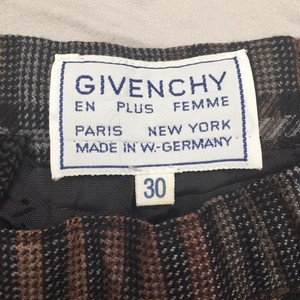 GIVENCHY
EN PLUS FEMME
PARIS NEW YORK
MADE IN W.-GERMANY
30